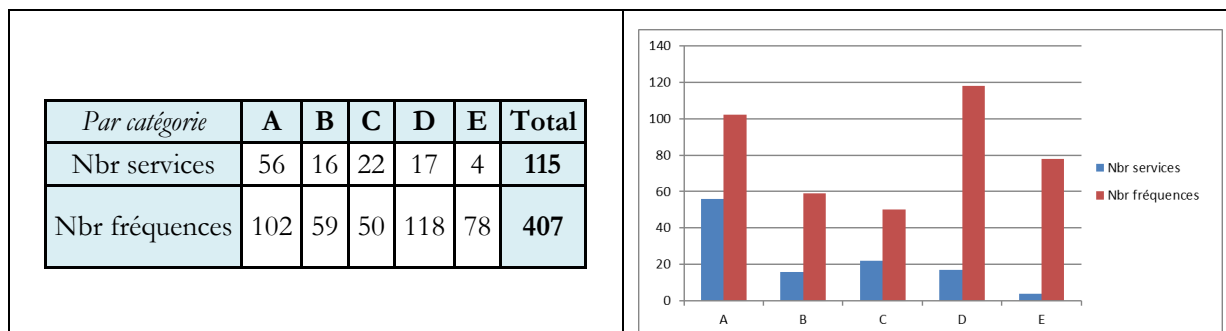 Par catégorie A B C D E Total
Nbr services 56 16 22 17 4 115
Nbr fréquences 102 59 50 118 78 407
140
120
100
80
60
40
20
0
A B C D E
Nbr services
Nbr fréquences